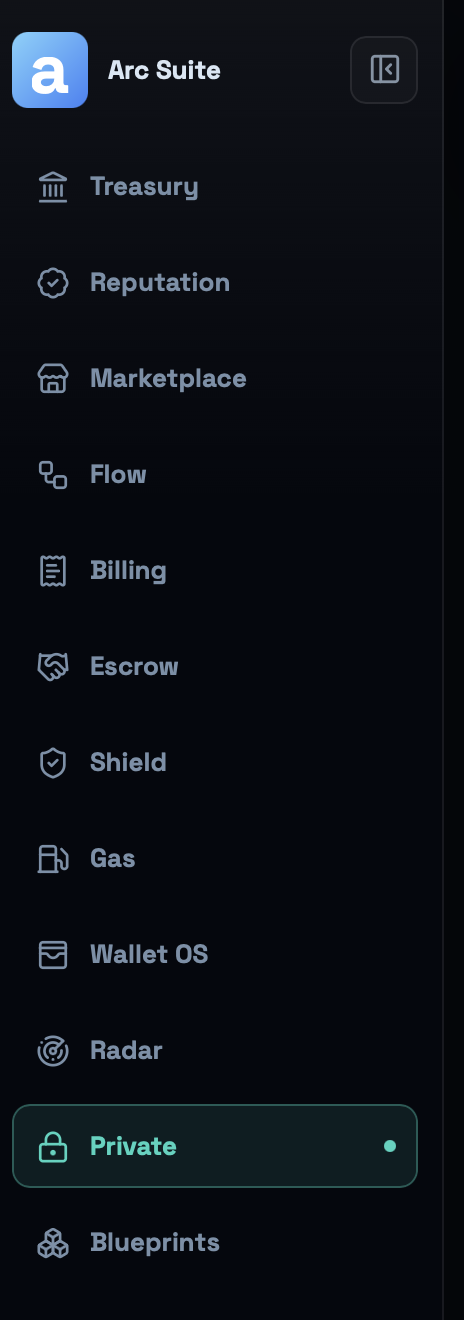 a
Arc Suite
Treasury
Reputation
Marketplace
Flow
Billing
Escrow
Shield
Gas
Wallet OS
Radar
Private
Blueprints